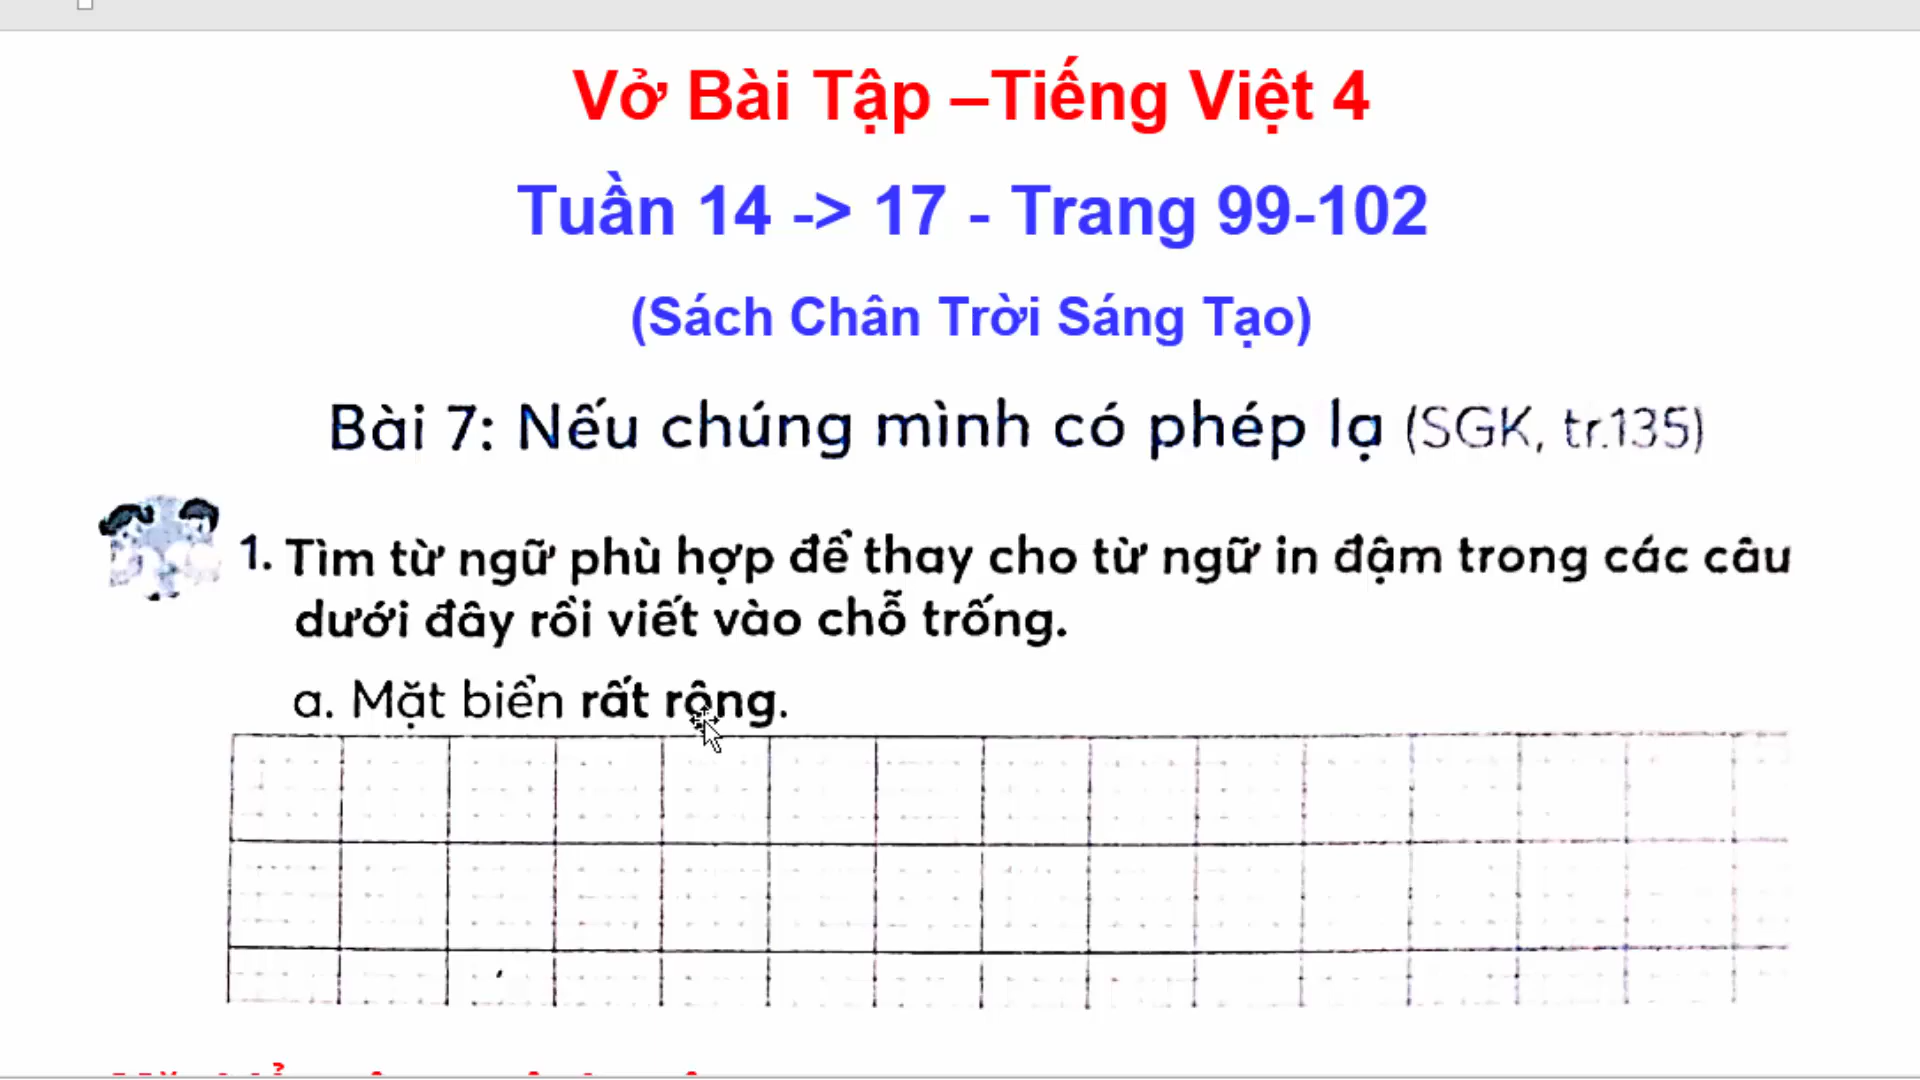 Vở Bài Tập –Tiếng Việt 4
Tuần 14 -> 17 - Trang 99-102
(Sách Chân Trời Sáng Tạo)
Bài 7: Nếu chúng mình có phép lạ (SGK, tr.135)
1. Tìm từ ngữ phù hợp để thay cho từ ngữ in đậm trong các câu
dưới đây rồi viết vào chỗ trống.
a. Mặt biển rất rộng.